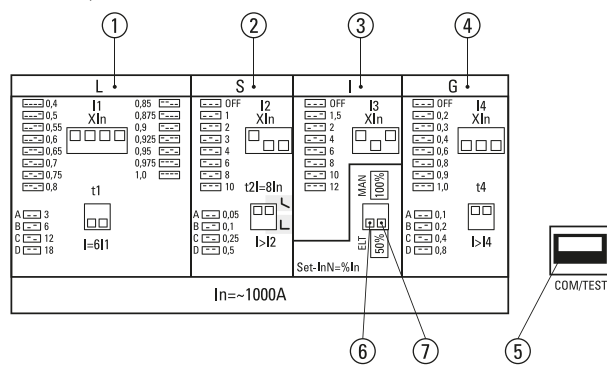 1
2
3
4
L
S
I
G
0,4
0,5
0,55
0,6
0,65
0,7
0,75
0,8
I1
XIn
0,85
0,875
0,9
0,925
0,95
0,975
1,0
t1
A 3
B 6
C 12
D 18
I=6I1
OFF
1
2
3
4
6
8
10
I2
XIn
t2I=8In
A 0,05
B 0,1
C 0,25
D 0,5
I>I2
OFF
1,5
2
4
6
8
10
12
I3
XIn
MAN
100%
ELT
50%
Set-InN=%In
OFF
0,2
0,3
0,4
0,6
0,8
0,9
1,0
I4
XIn
t4
A 0,1
B 0,2
C 0,4
D 0,8
I>I4
In=~1000A
COM/TEST
6
7
5